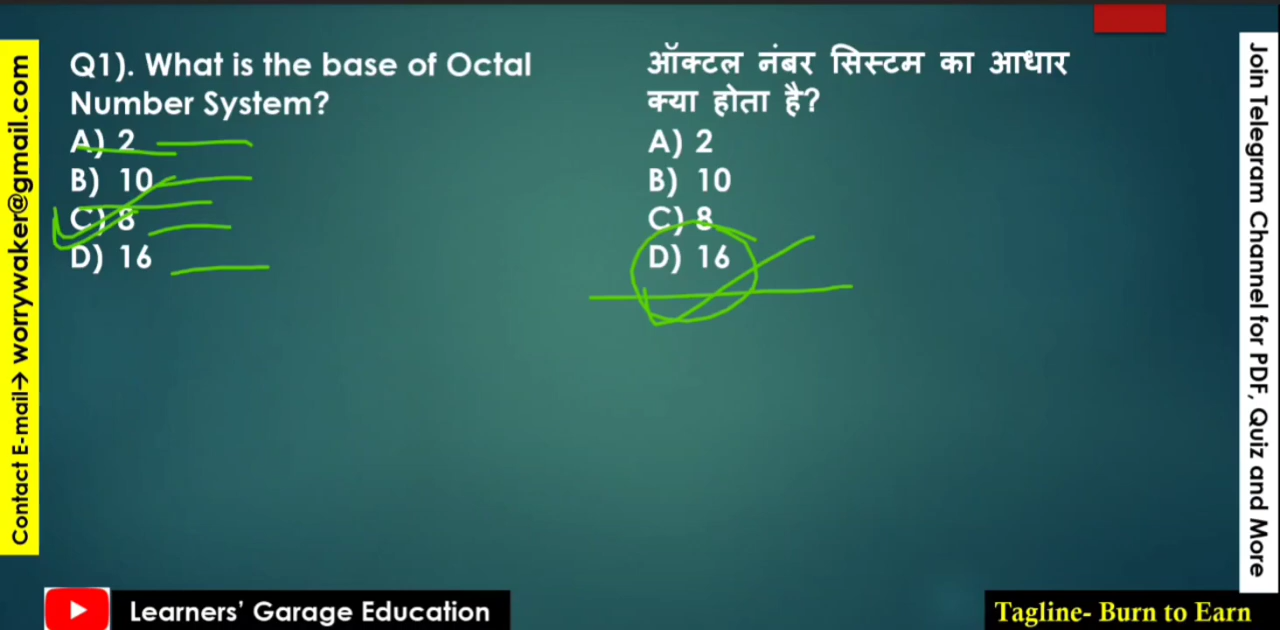 Q1). What is the base of Octal
Number System?
A) 2
B) 10
C) 8
D) 16
ऑक्टल नंबर सिस्टम का आधार
क्या होता है?
A) 2
B) 10
C) 8
D) 16
Contact E-mail→ worrywaker@gmail.com
Join Telegram Channel for PDF, Quiz and More
Learners’ Garage Education
Tagline- Burn to Earn